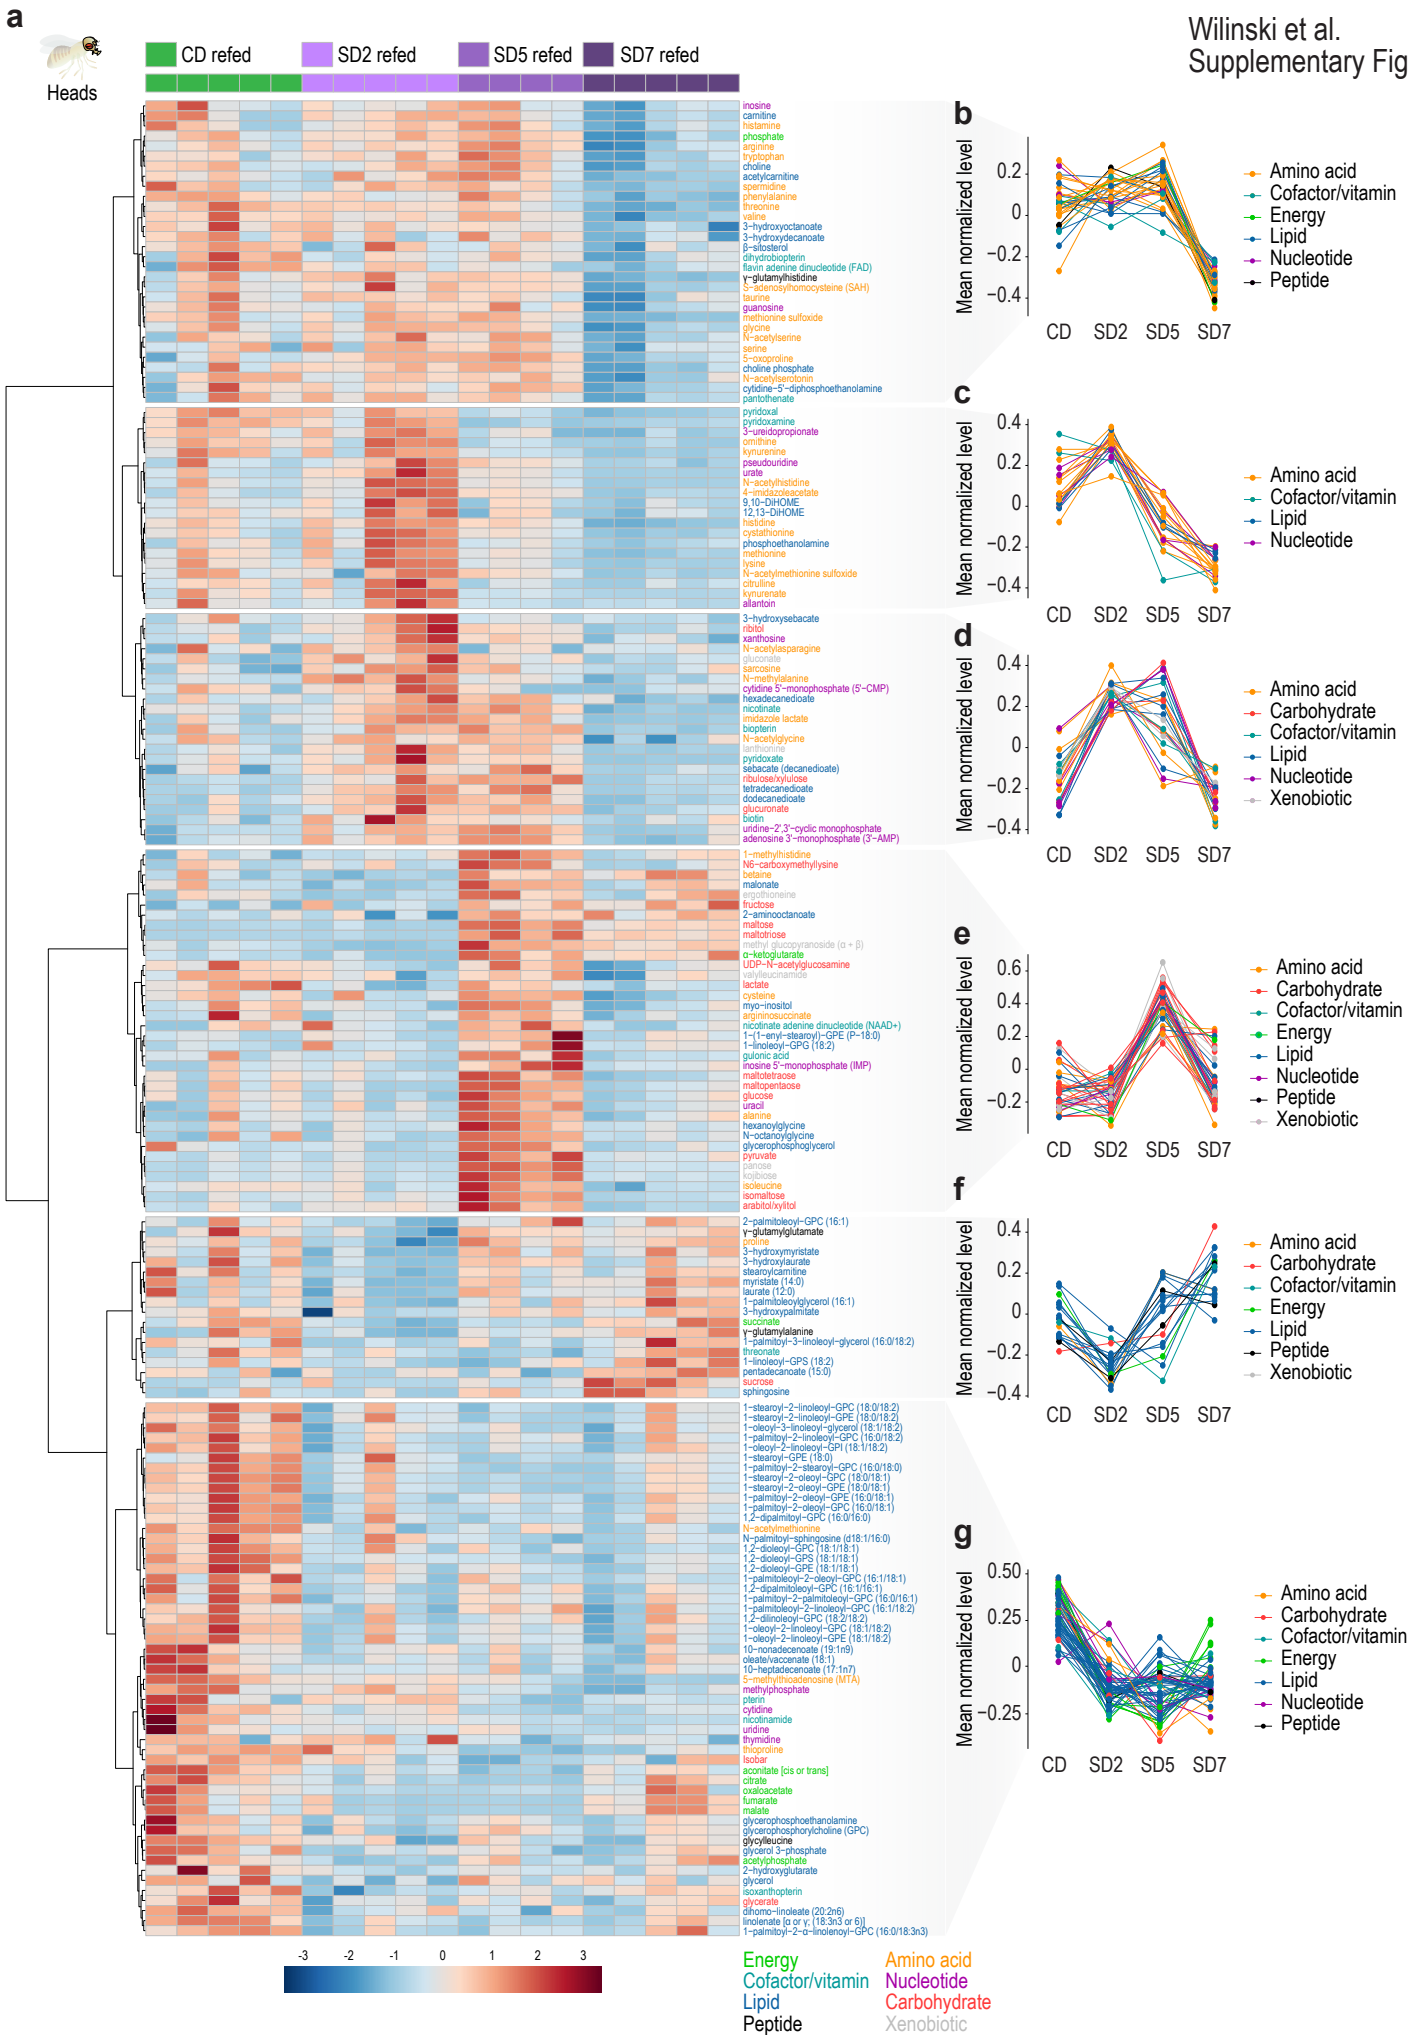 a
Wilinski et al.
Supplementary Fig
Heads
CD refed
SD2 refed
SD5 refed
SD7 refed
inosine
carnitine
histamine
phosphate
arginine
tryptophan
choline
acetylcarnitine
spermidine
phenylalanine
threonine
valine
3-hydroxyoctanoate
3-hydroxydecanoate
β-sitosterol
dihydrobiopterin
flavin adenine dinucleotide (FAD)
γ-glutamylhistidine
S-adenosylhomocysteine (SAH)
taurine
guanosine
methionine sulfoxide
glycine
N-acetylserine
serine
5-oxoproline
choline phosphate
N-acetylserotonin
cytidine-5'-diphosphoethanolamine
pantothenate
pyridoxal
pyridoxamine
3-ureidopropionate
ornithine
kynurenine
pseudouridine
urate
N-acetylhistidine
4-imidazoleacetate
9,10-DiHOME
12,13-DiHOME
histidine
cystathionine
phosphoethanolamine
methionine
lysine
N-acetylmethionine sulfoxide
citrulline
kynurenate
allantoin
3-hydroxysebacate
ribitol
xanthosine
N-acetylasparagine
gluconate
sarcosine
N-methylalanine
cytidine 5'-monophosphate (5'-CMP)
hexadecanedioate
nicotinate
imidazole lactate
biopterin
N-acetylglycine
lanthionine
pyridoxate
sebacate (decanedioate)
ribulose/xylulose
tetradecanedioate
dodecanedioate
glucuronate
biotin
uridine-2',3'-cyclic monophosphate
adenosine 3'-monophosphate (3'-AMP)
1-methylhistidine
N6-carboxymethyllysine
betaine
malonate
ergothioneine
fructose
2-aminooctanoate
maltose
maltotriose
methyl glucopyranoside (α + β)
α-ketoglutarate
UDP-N-acetylglucosamine
valylleucinamide
lactate
cysteine
myo-inositol
argininosuccinate
nicotinate adenine dinucleotide (NAAD+)
1-(1-enyl-stearoyl)-GPE (P-18:0)
1-linoleoyl-GPG (18:2)
gulonic acid
inosine 5'-monophosphate (IMP)
maltotetraose
maltopentaose
glucose
uracil
alanine
hexanoylglycine
N-octanoylglycine
glycerophosphoglycerol
pyruvate
panose
kojibiose
isoleucine
isomaltose
arabitol/xylitol
2-palmitoleoyl-GPC (16:1)
γ-glutamylglutamate
proline
3-hydroxymyristate
3-hydroxylaurate
stearoylcarnitine
myristate (14:0)
laurate (12:0)
1-palmitoleoylglycerol (16:1)
3-hydroxypalmitate
succinate
γ-glutamylalanine
1-palmitoyl-3-linoleoyl-glycerol (16:0/18:2)
threonate
1-linoleoyl-GPS (18:2)
pentadecanoate (15:0)
sucrose
sphingosine
1-stearoyl-2-linoleoyl-GPC (18:0/18:2)
1-stearoyl-2-linoleoyl-GPE (18:0/18:2)
1-oleoyl-3-linoleoyl-glycerol (18:1/18:2)
1-palmitoyl-2-linoleoyl-GPC (16:0/18:2)
1-oleoyl-2-linoleoyl-GPI (18:1/18:2)
1-stearoyl-GPE (18:0)
1-palmitoyl-2-stearoyl-GPC (16:0/18:0)
1-stearoyl-2-oleoyl-GPC (18:0/18:1)
1-stearoyl-2-oleoyl-GPE (18:0/18:1)
1-palmitoyl-2-oleoyl-GPE (16:0/18:1)
1-palmitoyl-2-oleoyl-GPC (16:0/18:1)
1,2-dipalmitoyl-GPC (16:0/16:0)
N-acetylmethionine
N-palmitoyl-sphingosine (d18:1/16:0)
1,2-dioleoyl-GPC (18:1/18:1)
1,2-dioleoyl-GPS (18:1/18:1)
1,2-dioleoyl-GPE (18:1/18:1)
1-palmitoleoyl-2-oleoyl-GPC (16:1/18:1)
1,2-dipalmitoleoyl-GPC (16:1/16:1)
1-palmitoyl-2-palmitoleoyl-GPC (16:0/16:1)
1-palmitoleoyl-2-linoleoyl-GPC (16:1/18:2)
1,2-dilinoleoyl-GPC (18:2/18:2)
1-oleoyl-2-linoleoyl-GPC (18:1/18:2)
1-oleoyl-2-linoleoyl-GPE (18:1/18:2)
10-nonadecenoate (19:1n9)
oleate/vaccenate (18:1)
10-heptadecenoate (17:1n7)
5-methylthioadenosine (MTA)
methylphosphate
pterin
cytidine
nicotinamide
uridine
thymidine
thioproline
Isobar
aconitate [cis or trans]
citrate
oxaloacetate
fumarate
malate
glycerophosphoethanolamine
glycerophosphorylcholine (GPC)
glycylleucine
glycerol 3-phosphate
acetylphosphate
2-hydroxyglutarate
glycerol
isoxanthopterin
glycerate
dihomo-linoleate (20:2n6)
linolenate [α or γ; (18:3n3 or 6)]
1-palmitoyl-2-α-linolenoyl-GPC (16:0/18:3n3)
-3 -2 -1 0 1 2 3
Energy
Cofactor/vitamin
Lipid
Peptide
Amino acid
Nucleotide
Carbohydrate
Xenobiotic
b
Mean normalized level
0.2
0
−0.2
−0.4
CD SD2 SD5 SD7
Amino acid
Cofactor/vitamin
Energy
Lipid
Nucleotide
Peptide
c
Mean normalized level
0.4
0.2
0
−0.2
−0.4
CD SD2 SD5 SD7
Amino acid
Cofactor/vitamin
Lipid
Nucleotide
d
Mean normalized level
0.4
0.2
0
−0.2
−0.4
CD SD2 SD5 SD7
Amino acid
Carbohydrate
Cofactor/vitamin
Lipid
Nucleotide
Xenobiotic
e
Mean normalized level
0.6
0.4
0.2
0
−0.2
CD SD2 SD5 SD7
Amino acid
Carbohydrate
Cofactor/vitamin
Energy
Lipid
Nucleotide
Peptide
Xenobiotic
f
Mean normalized level
0.4
0.2
0
−0.2
−0.4
CD SD2 SD5 SD7
Amino acid
Carbohydrate
Cofactor/vitamin
Energy
Lipid
Peptide
Xenobiotic
g
Mean normalized level
0.50
0.25
0
−0.25
CD SD2 SD5 SD7
Amino acid
Carbohydrate
Cofactor/vitamin
Energy
Lipid
Nucleotide
Peptide